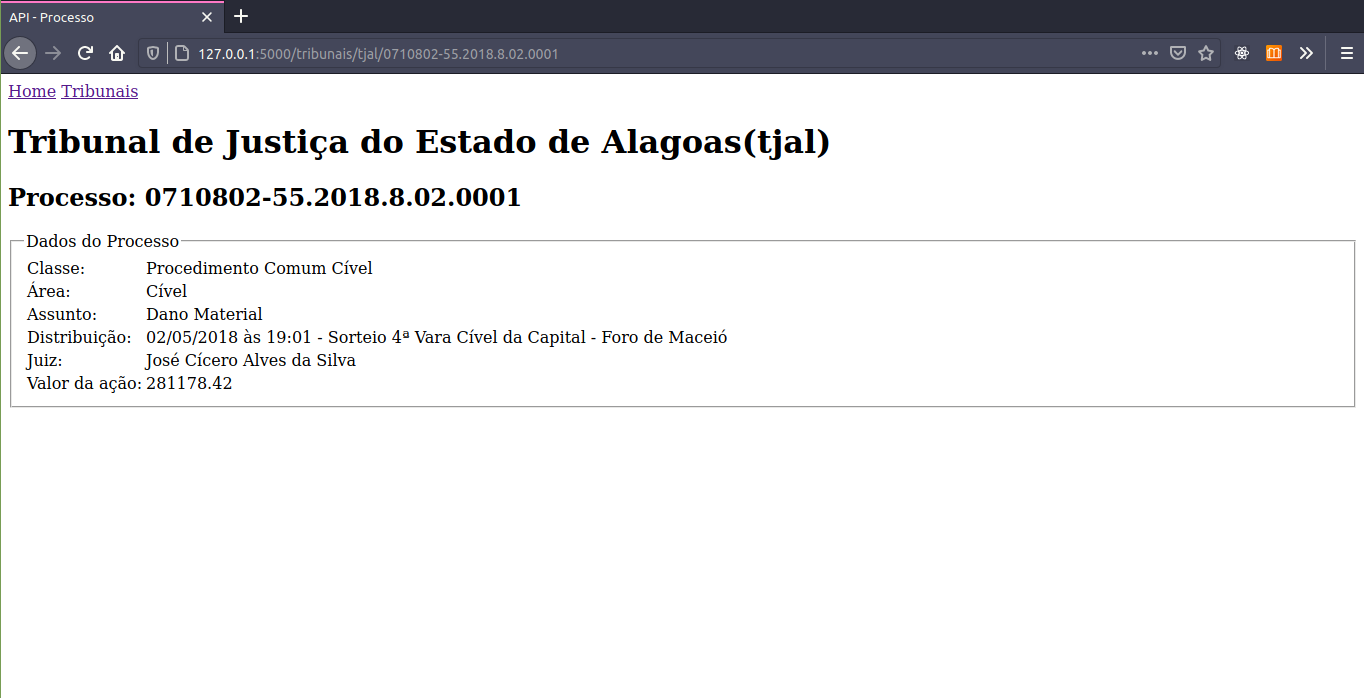 API - Processo
127.0.0.1:5000/tribunais/tjal/0710802-55.2018.8.02.0001
Home Tribunais
Tribunal de Justiça do Estado de Alagoas(tjal)
Processo: 0710802-55.2018.8.02.0001
Dados do Processo
Classe: Procedimento Comum Cível
Área: Cível
Assunto: Dano Material
Distribuição: 02/05/2018 às 19:01 - Sorteio 4ª Vara Cível da Capital - Foro de Maceió
Juiz: José Cícero Alves da Silva
Valor da ação: 281178.42